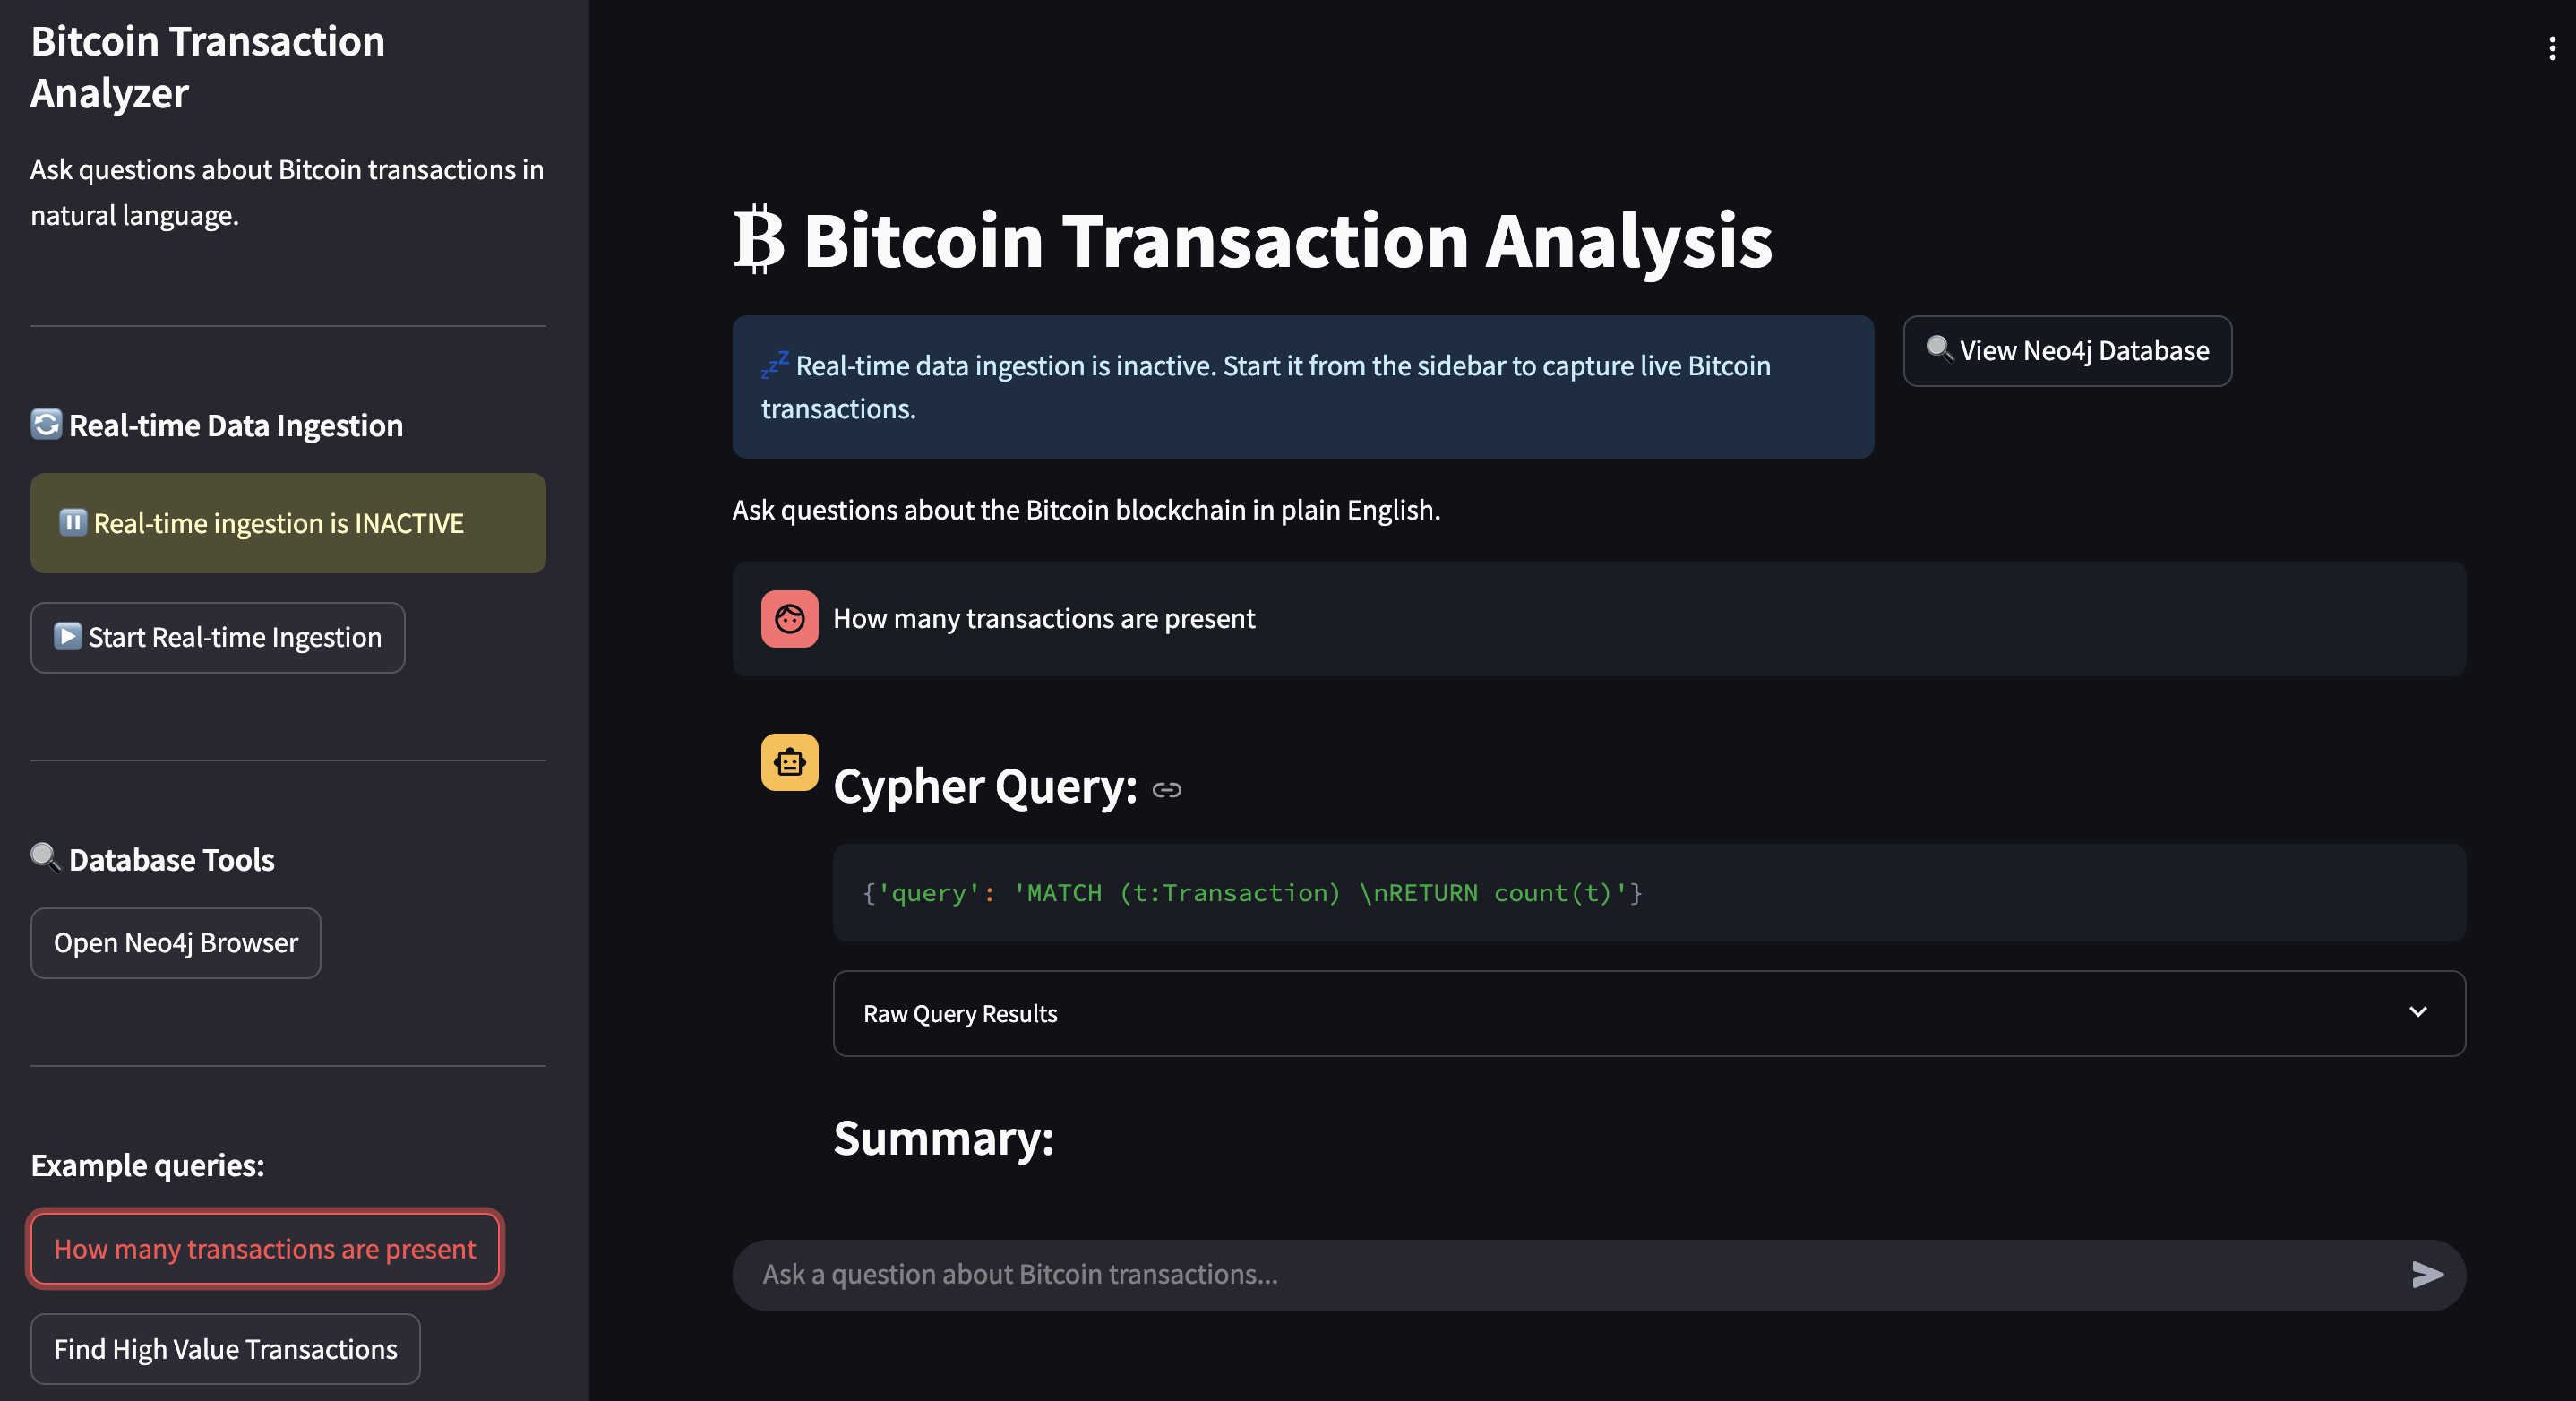 Bitcoin Transaction
Analyzer
Ask questions about Bitcoin transactions in
natural language.
🔄 Real-time Data Ingestion
⏸️ Real-time ingestion is INACTIVE
▶️ Start Real-time Ingestion
🔍 Database Tools
Open Neo4j Browser
Example queries:
How many transactions are present
Find High Value Transactions
₿ Bitcoin Transaction Analysis
💤 Real-time data ingestion is inactive. Start it from the sidebar to capture live Bitcoin
transactions.
🔍 View Neo4j Database
Ask questions about the Bitcoin blockchain in plain English.
How many transactions are present
Cypher Query:
{'query': 'MATCH (t:Transaction) \nRETURN count(t)'}
Raw Query Results
Summary:
Ask a question about Bitcoin transactions...